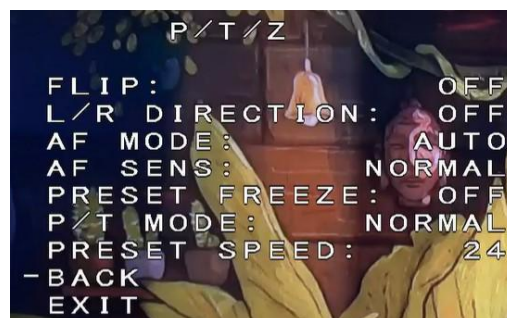 P/T/Z
FLIP: OFF
L/R DIRECTION: OFF
AF MODE: AUTO
AF SENS: NORMAL
PRESET FREEZE: OFF
P/T MODE: NORMAL
PRESET SPEED: 24
-BACK
EXIT